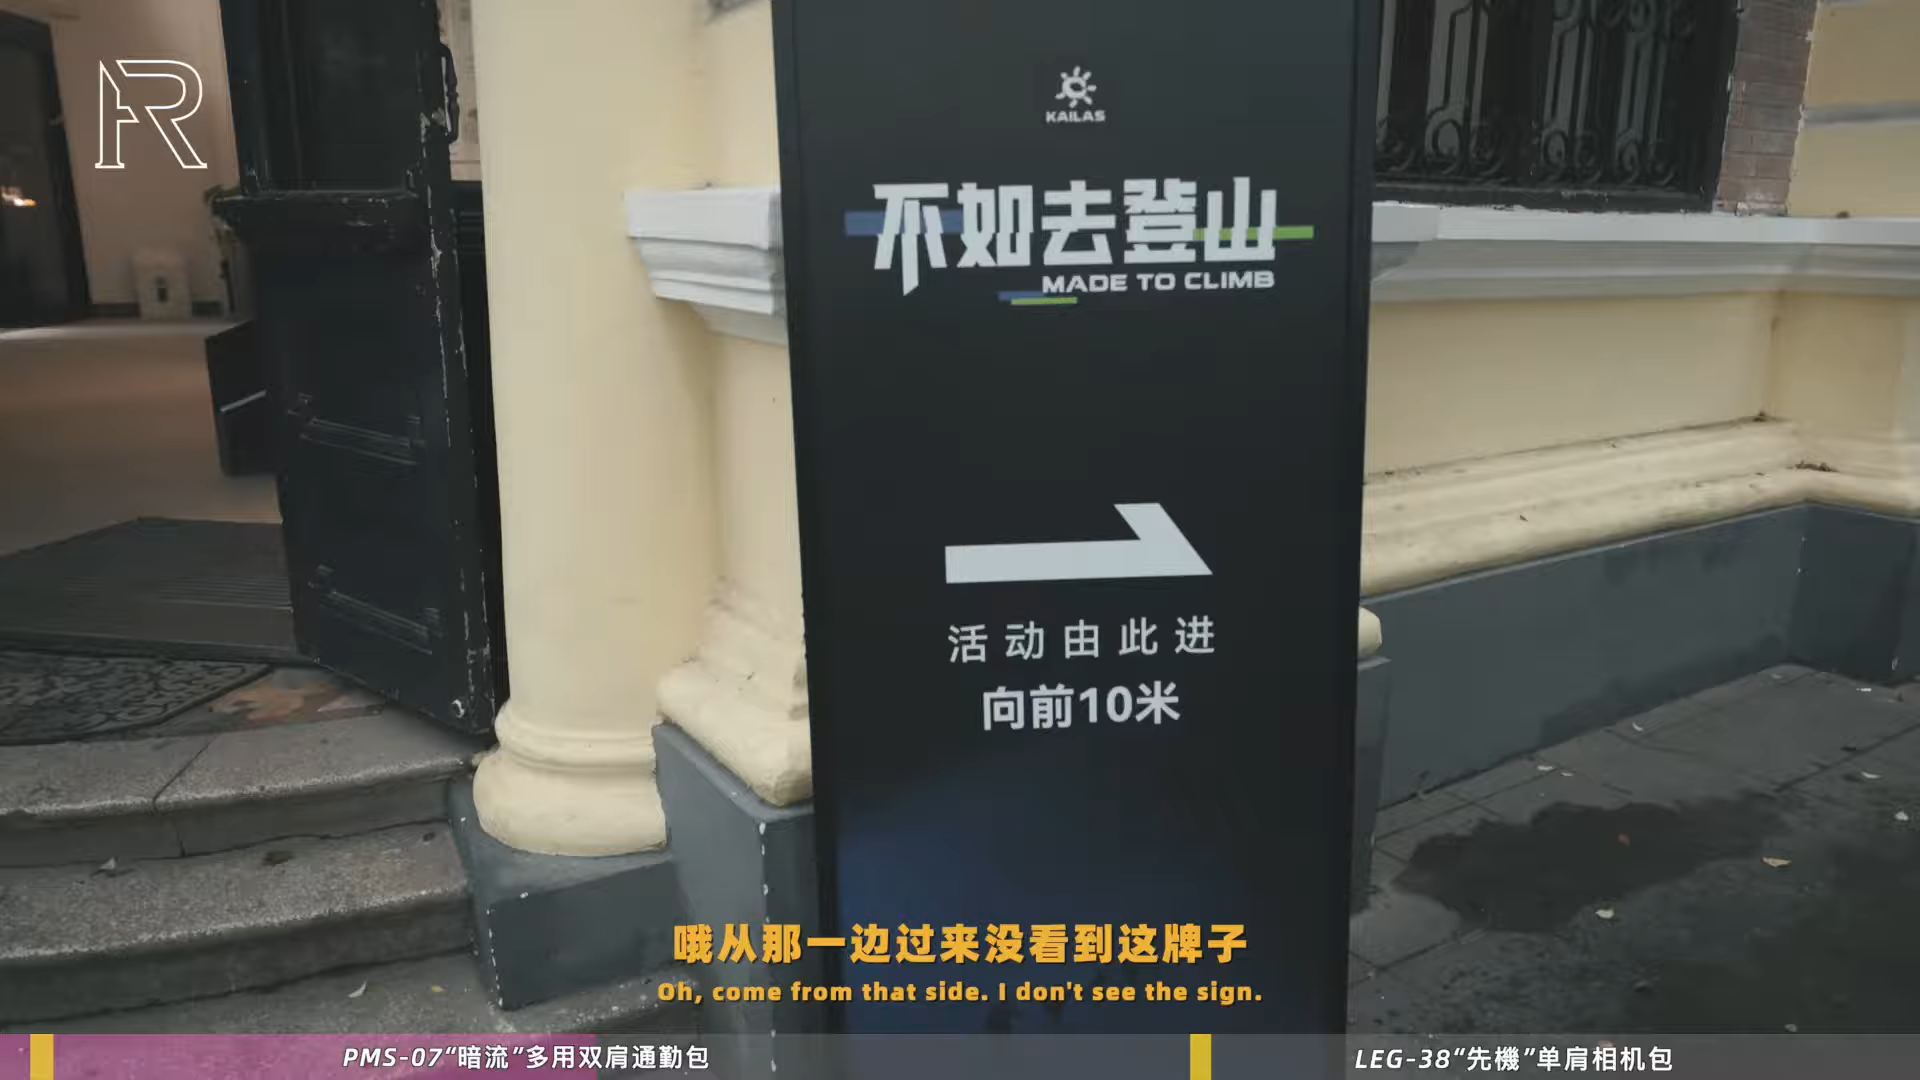 R
KAILAS
不如去登山
MADE TO CLIMB
活动由此进
向前10米
哦从那一边过来没看到这牌子
Oh, come from that side. I don't see the sign.
PMS-07“暗流”多用双肩通勤包
LEG-38“先機”单肩相机包